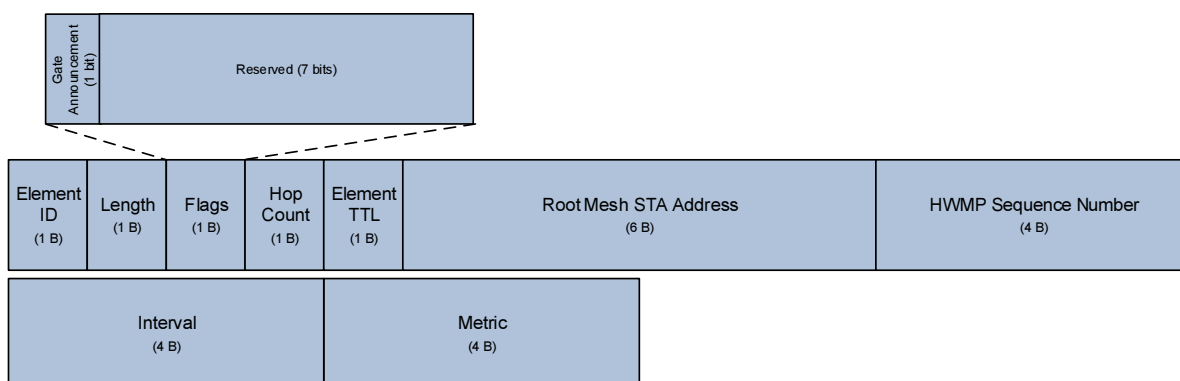 Gate
Announcement
(1 bit)
Reserved (7 bits)
Element
ID
(1 B)
Length
(1 B)
Flags
(1 B)
Hop
Count
(1 B)
Element
TTL
(1 B)
Root Mesh STA Address
(6 B)
HWMP Sequence Number
(4 B)
Interval
(4 B)
Metric
(4 B)